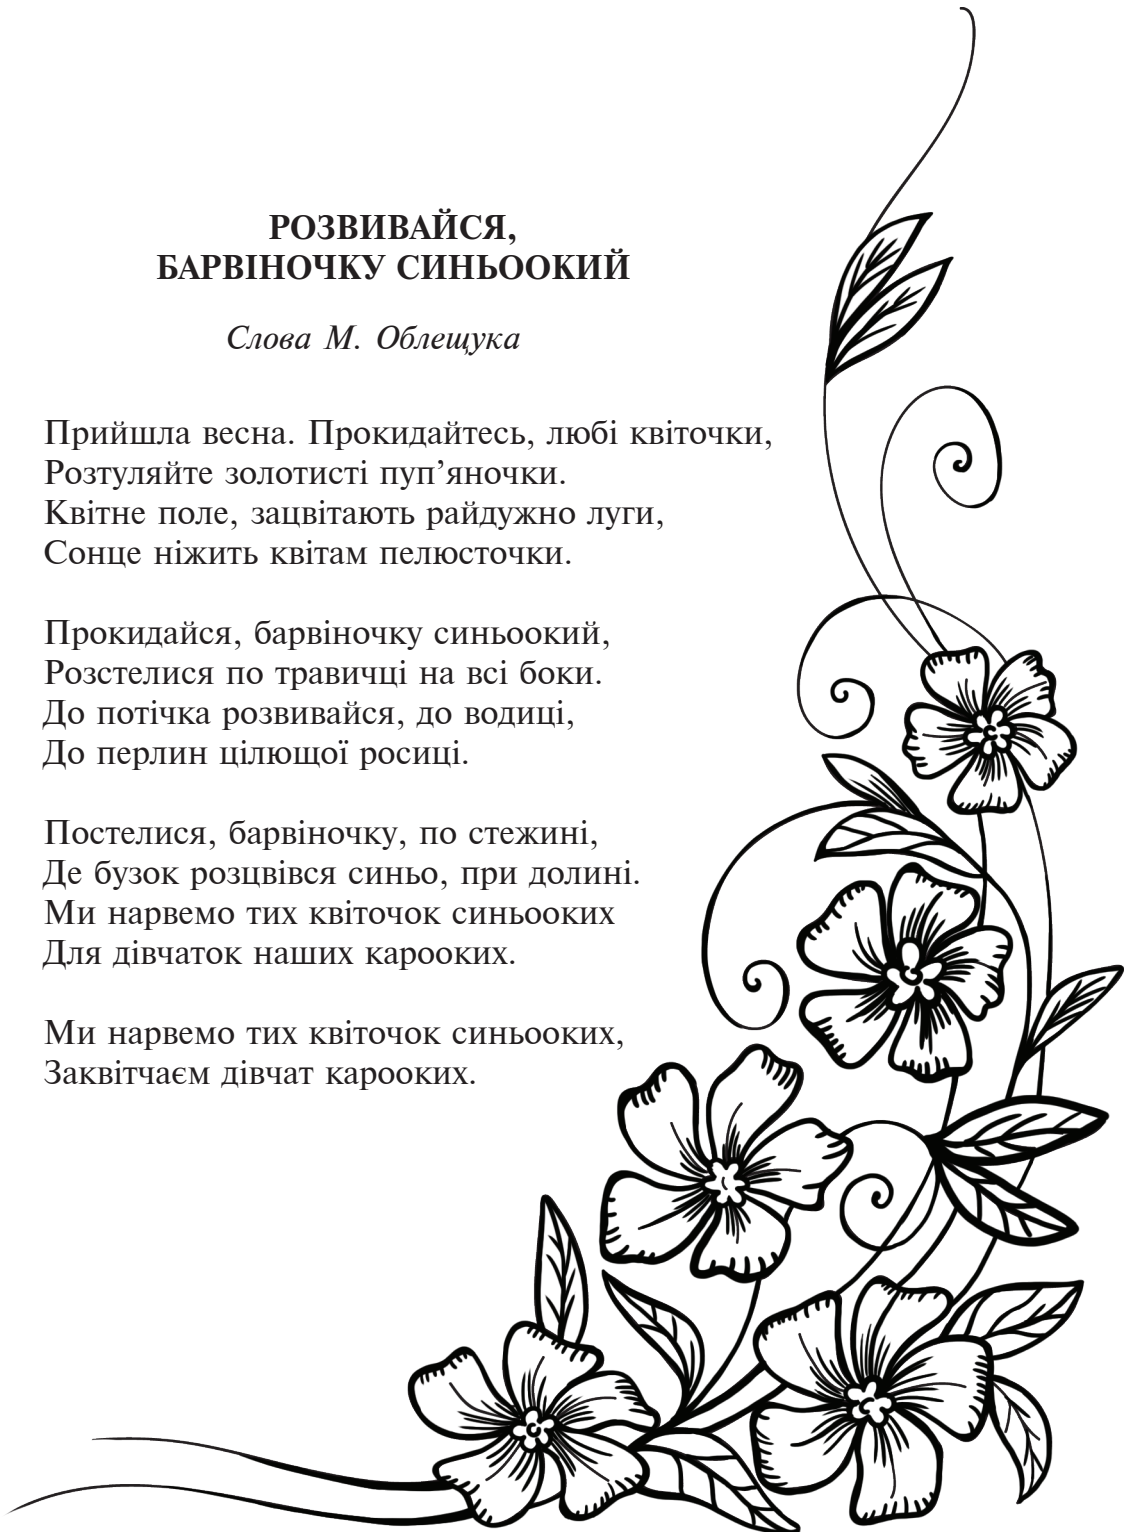 РОЗВИВАЙСЯ,
БАРВІНОЧКУ СИНЬООКИЙ
Слова М. Облещука
Прийшла весна. Прокидайтесь, любі квіточки,
Розтуляйте золотисті пуп’яночки.
Квітне поле, зацвітають райдужно луги,
Сонце ніжить квітам пелюсточки.
Прокидайся, барвіночку синьоокий,
Розстелися по травичці на всі боки.
До потічка розвивайся, до водиці,
До перлин цілющої росиці.
Постелися, барвіночку, по стежині,
Де бузок розцвівся синьо, при долині.
Ми нарвемо тих квіточок синьооких
Для дівчаток наших карооких.
Ми нарвемо тих квіточок синьооких,
Заквітчаєм дівчат карооких.